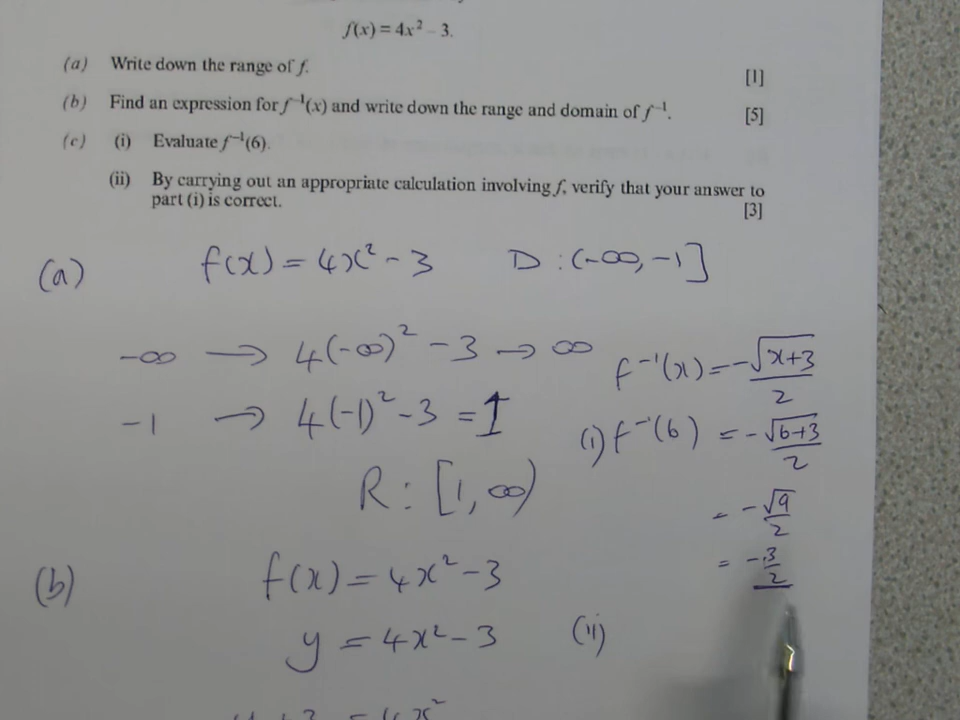 f(x) = 4x² - 3.
(a) Write down the range of f. [1]
(b) Find an expression for f⁻¹(x) and write down the range and domain of f⁻¹. [5]
(c) (i) Evaluate f⁻¹(6).
(ii) By carrying out an appropriate calculation involving f, verify that your answer to
part (i) is correct. [3]
(a) f(x) = 4x² - 3 D : (-∞, -1]
-∞ → 4(-∞)² - 3 → ∞
-1 → 4(-1)² - 3 = 1
R : [1, ∞)
(b) f(x) = 4x² - 3
y = 4x² - 3
= 4x²
f⁻¹(x) = -√(x+3)/2
(i) f⁻¹(6) = -√(6+3)/2
= -√9/2
= -3/2
(ii)